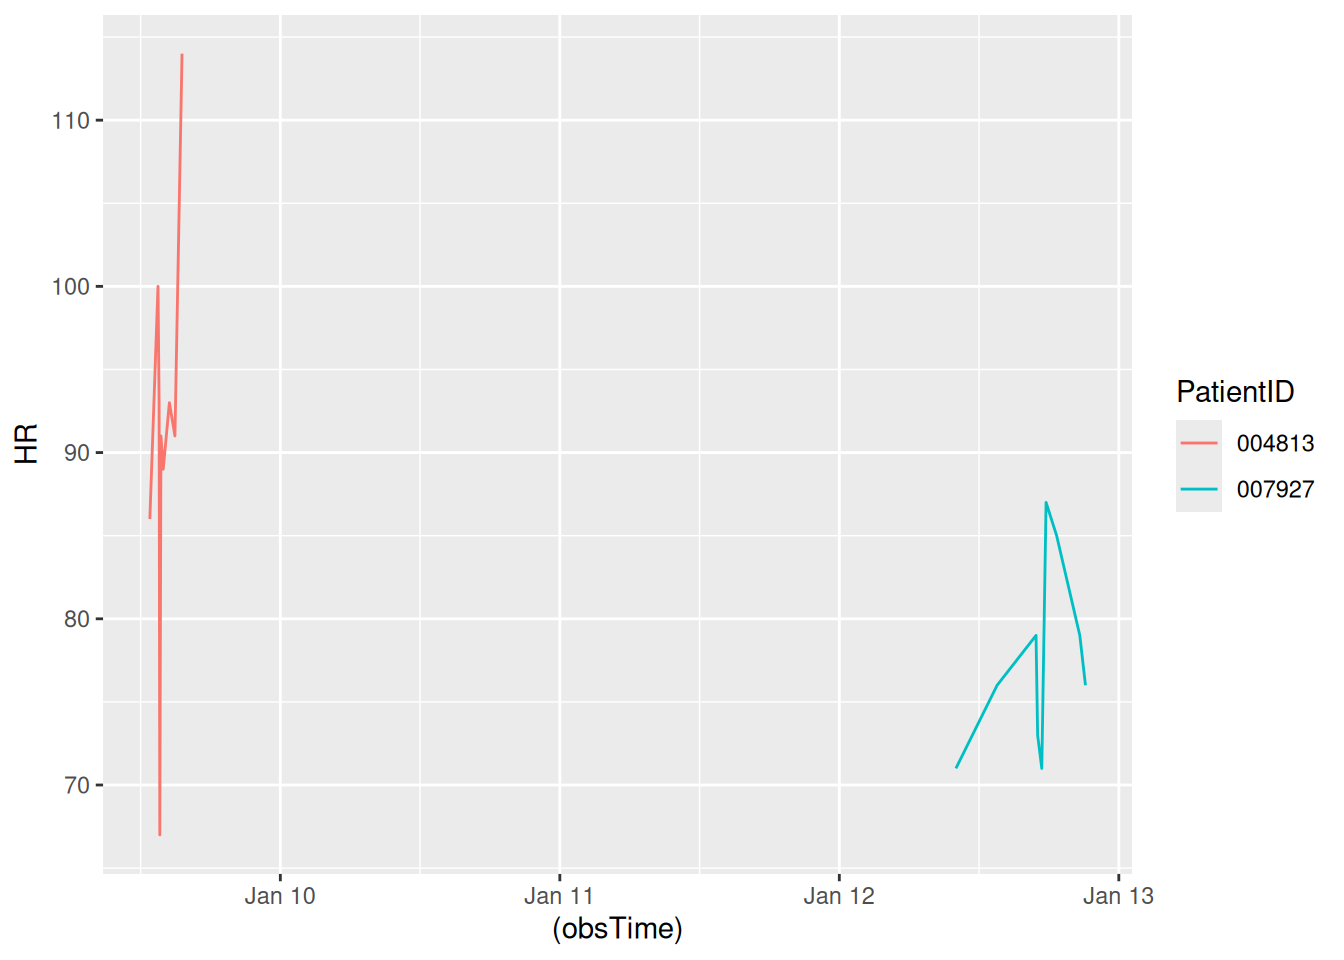 110
100
90
80
70
HR
Jan 10
Jan 11
Jan 12
Jan 13
(obsTime)
PatientID
004813
007927